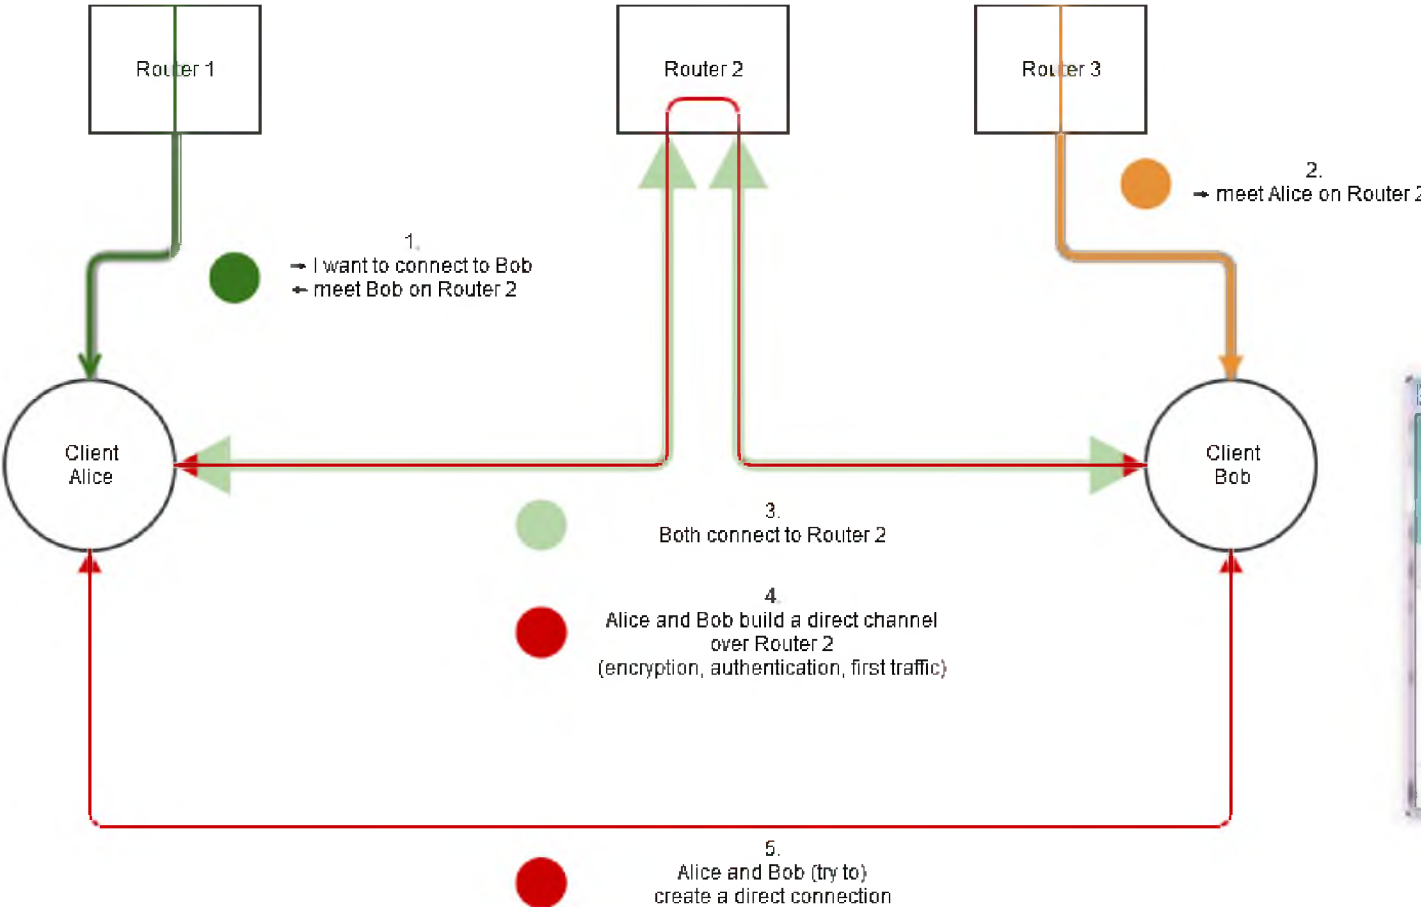 Router 1
Router 2
Router 3
2.
→ meet Alice on Router 2
1.
→ I want to connect to Bob
← meet Bob on Router 2
Client
Alice
Client
Bob
3.
Both connect to Router 2
4.
Alice and Bob build a direct channel
over Router 2
(encryption, authentication, first traffic)
5.
Alice and Bob (try to)
create a direct connection